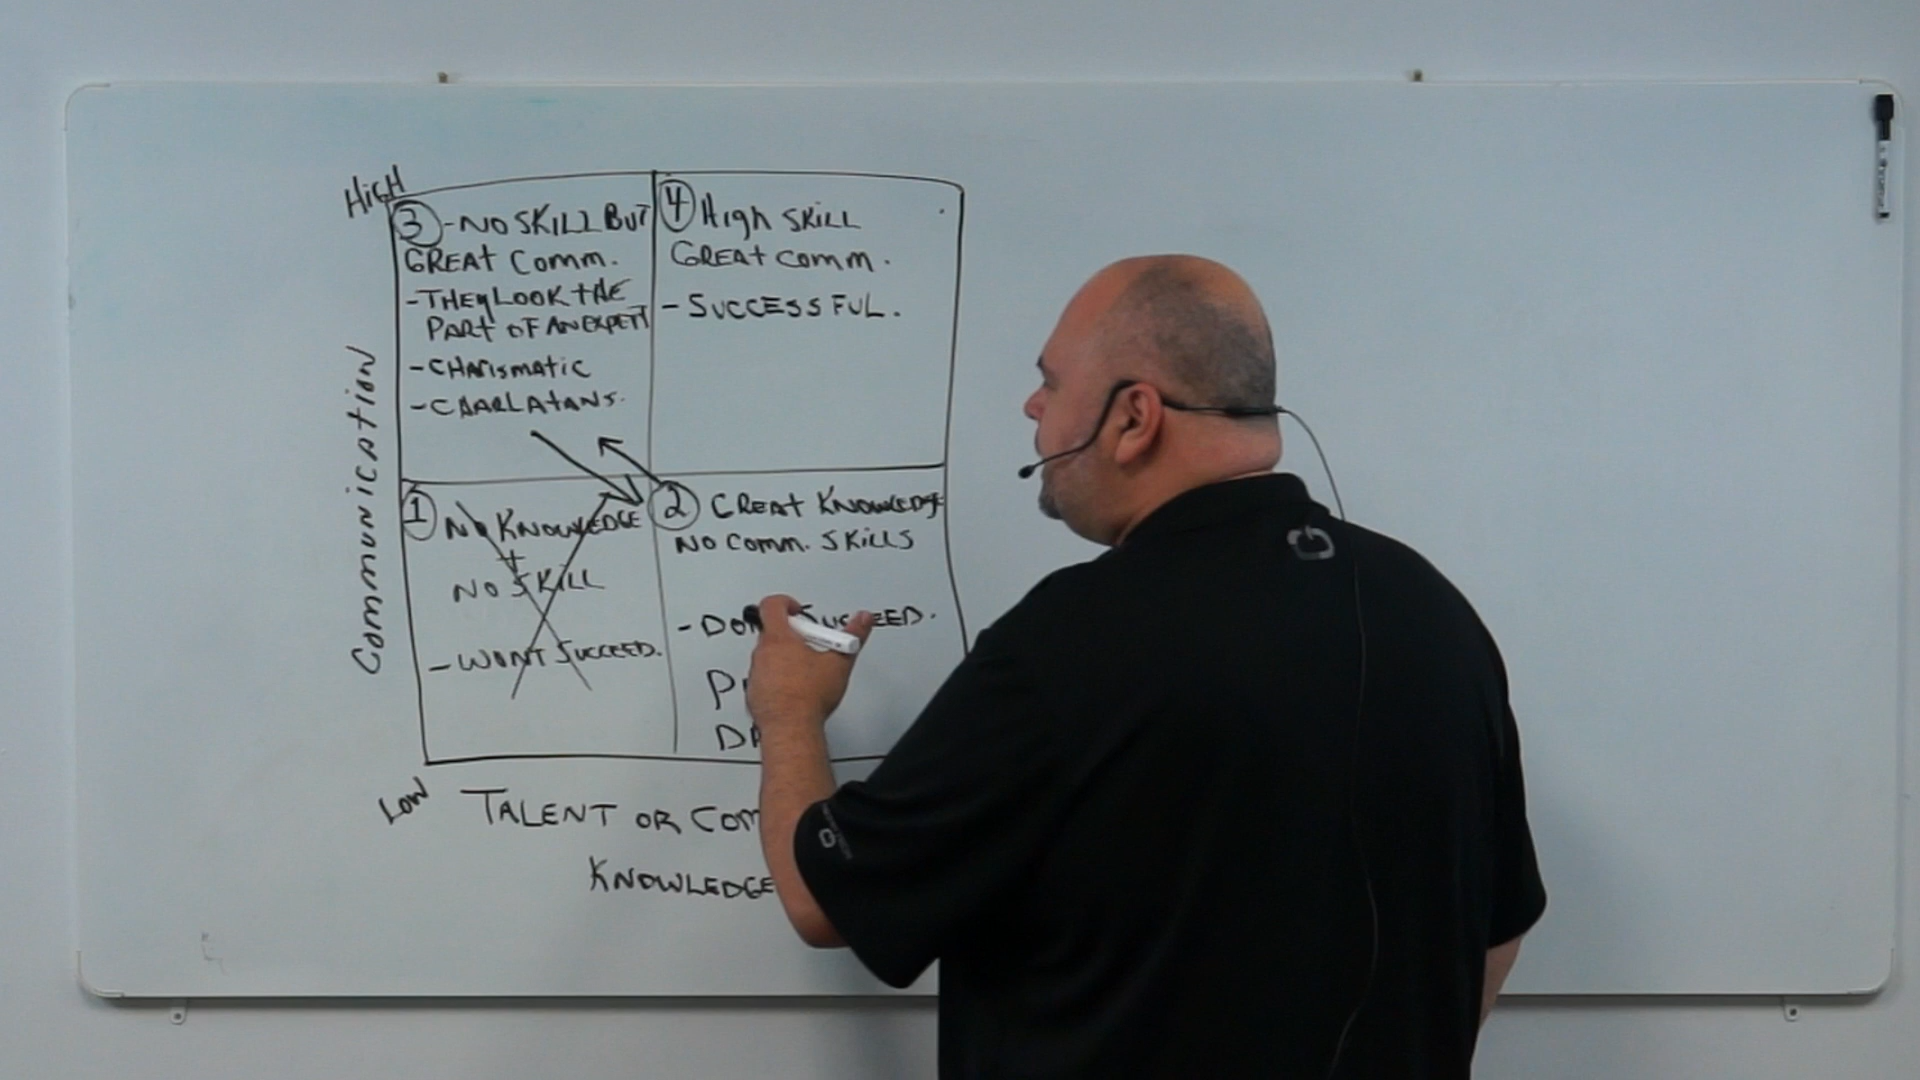 HIGH
③ - NO SKILL BUT
GREAT COMM.
- THEY LOOK THE
PART OF AN EXPERT
- CHARISMATIC
- CHARLATANS.
④ High SKILL
GREAT COMM.
- SUCCESSFUL.
Communication
① NO KNOWLEDGE
+
NO SKILL
- WONT SUCCEED.
② GREAT KNOWLEDGE
NO COMM. SKILLS
- SUCCEED.
LOW
TALENT OR
KNOWLEDGE